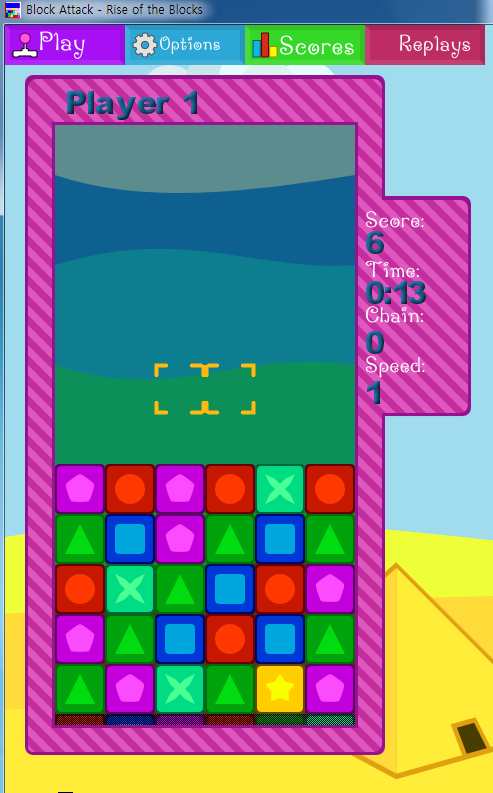 Block Attack - Rise of the Blocks
Play
Options
Scores
Replays
Player 1
Score:
6
Time:
0:13
Chain:
0
Speed:
1